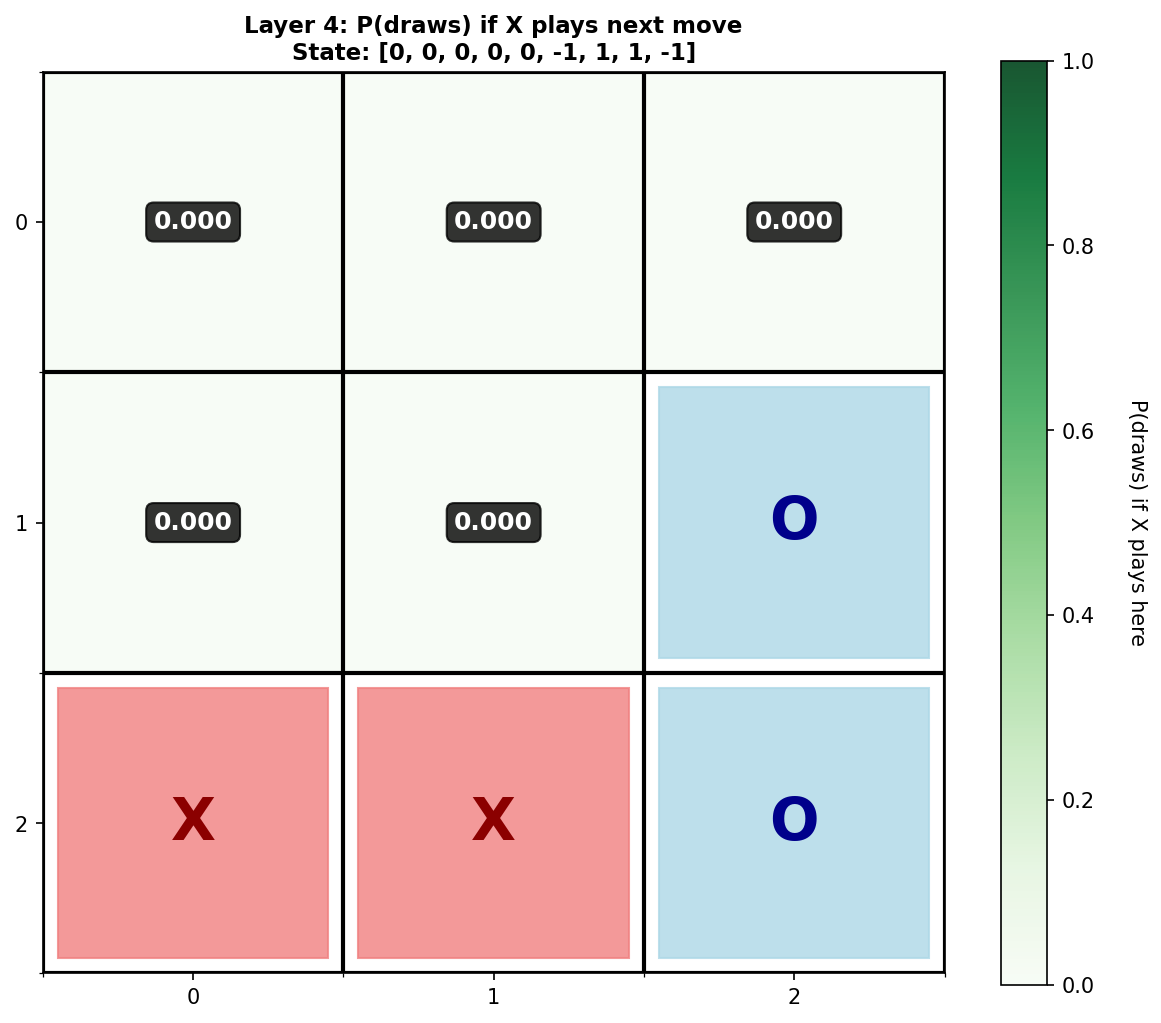 Layer 4: P(draws) if X plays next move
State: [0, 0, 0, 0, 0, -1, 1, 1, -1]
0
0.000
0.000
0.000
1
0.000
0.000
O
2
X
X
O
0
1
2
1.0
0.8
0.6
0.4
0.2
0.0
P(draws) if X plays here